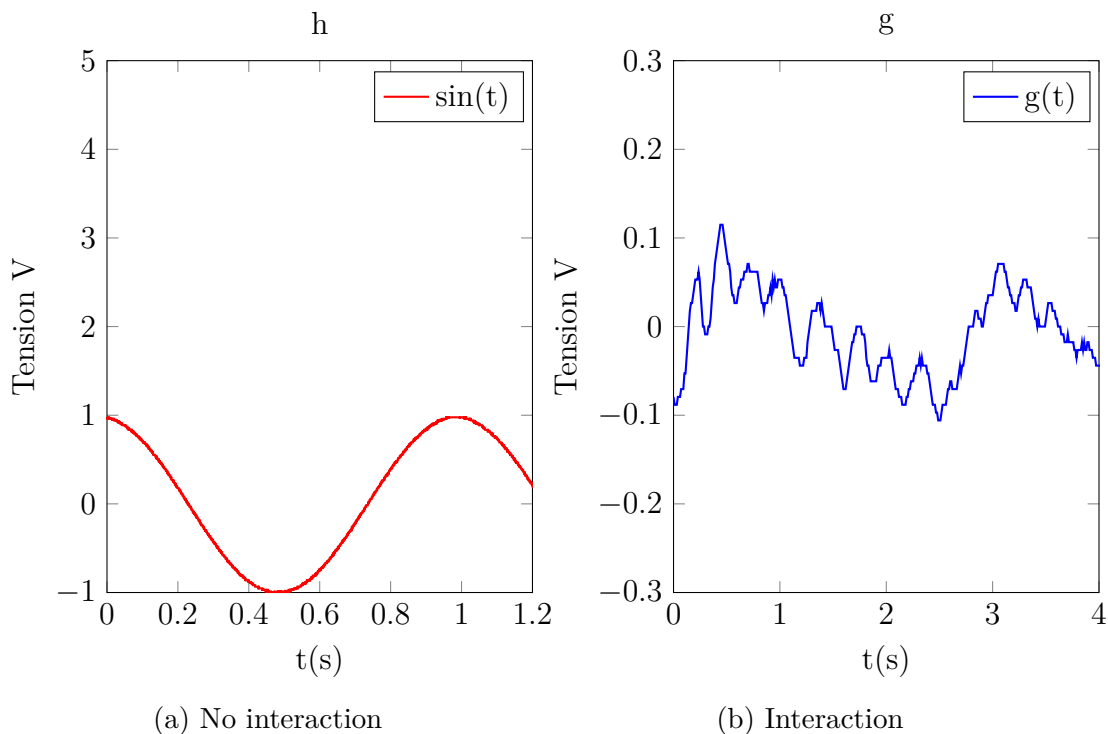 h
sin(t)
5
4
3
2
1
0
−1
0 0.2 0.4 0.6 0.8 1 1.2
Tension V
t(s)
(a) No interaction
g
g(t)
0.3
0.2
0.1
0
−0.1
−0.2
−0.3
0 1 2 3 4
Tension V
t(s)
(b) Interaction